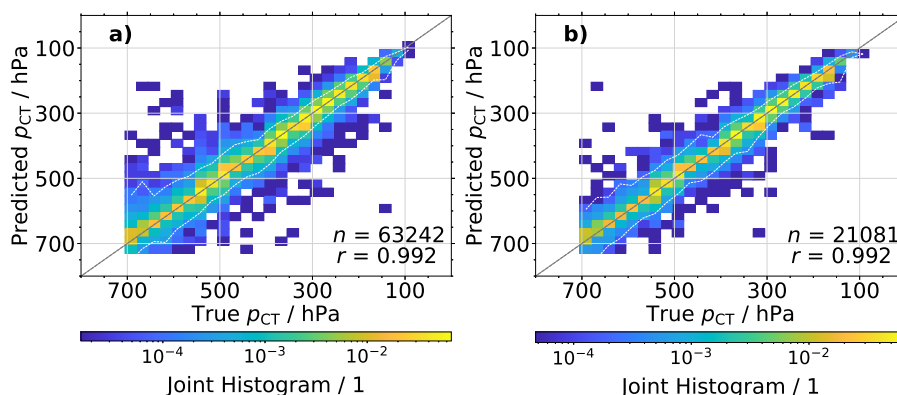 a)
100
300
500
700
Predicted p_CT / hPa
n = 63242
r = 0.992
700 500 300 100
True p_CT / hPa
10^-4 10^-3 10^-2
Joint Histogram / 1
b)
100
300
500
700
Predicted p_CT / hPa
n = 21081
r = 0.992
700 500 300 100
True p_CT / hPa
10^-4 10^-3 10^-2
Joint Histogram / 1